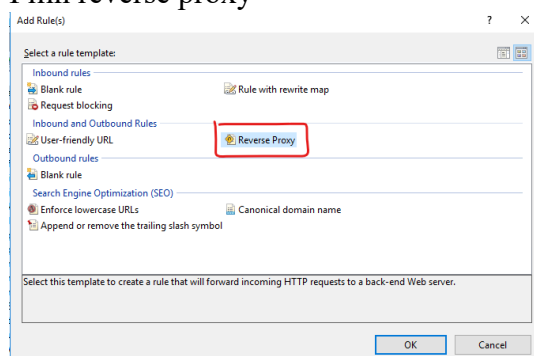 Add Rule(s)
? ×
Select a rule template:
Inbound rules
Blank rule Rule with rewrite map
Request blocking
Inbound and Outbound Rules
User-friendly URL Reverse Proxy
Outbound rules
Blank rule
Search Engine Optimization (SEO)
Enforce lowercase URLs Canonical domain name
Append or remove the trailing slash symbol
Select this template to create a rule that will forward incoming HTTP requests to a back-end Web server.
OK Cancel